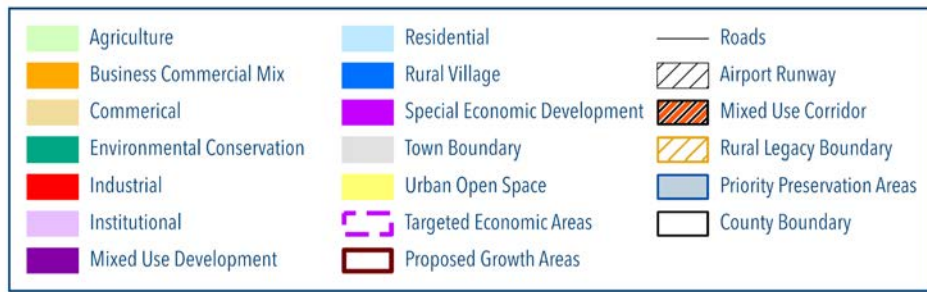 Agriculture
Business Commercial Mix
Commerical
Environmental Conservation
Industrial
Institutional
Mixed Use Development
Residential
Rural Village
Special Economic Development
Town Boundary
Urban Open Space
Targeted Economic Areas
Proposed Growth Areas
Roads
Airport Runway
Mixed Use Corridor
Rural Legacy Boundary
Priority Preservation Areas
County Boundary